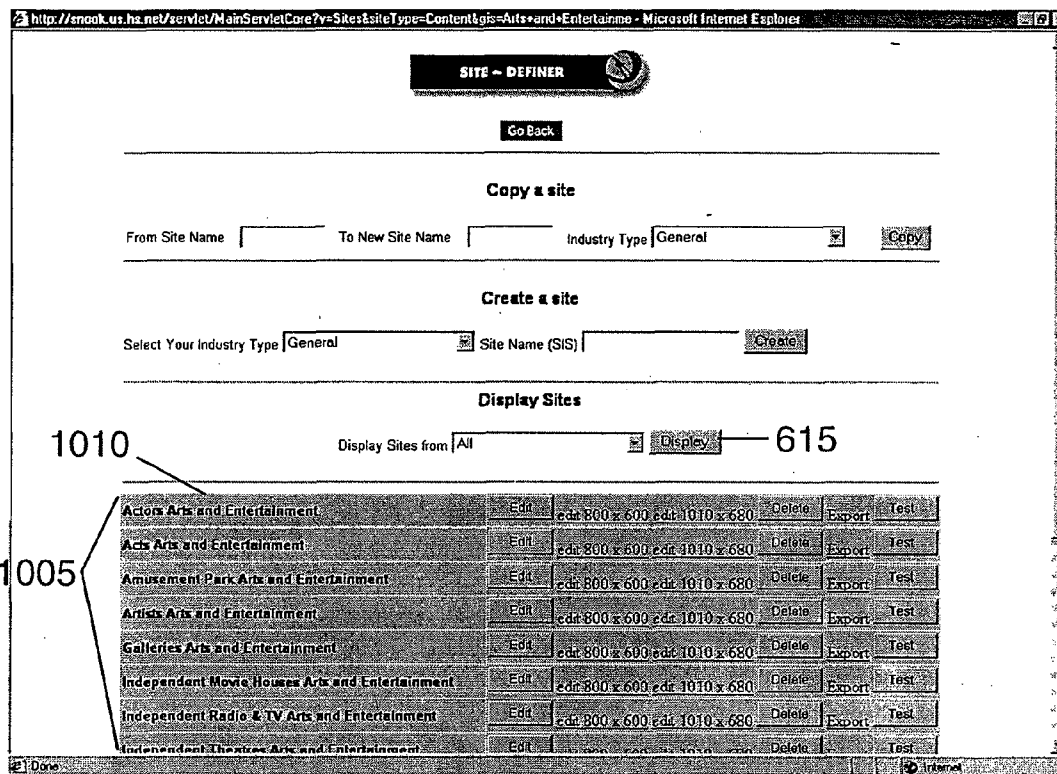 http://snook.us.hs.net/servlet/MainServletCore?v=Sites&siteType=Content&gis=Arts+and+Entertainme - Microsoft Internet Explorer
SITE ~ DEFINER
Go Back
Copy a site
From Site Name To New Site Name Industry Type General Copy
Create a site
Select Your Industry Type General Site Name (SIS) Create
Display Sites
1010 Display Sites from All Display 615
Actors Arts and Entertainment Edit edit 800 x 600 edit 1010 x 680 Delete Export Test
Acts Arts and Entertainment Edit edit 800 x 600 edit 1010 x 680 Delete Export Test
1005 Amusement Park Arts and Entertainment Edit edit 800 x 600 edit 1010 x 680 Delete Export Test
Artists Arts and Entertainment Edit edit 800 x 600 edit 1010 x 680 Delete Export Test
Galleries Arts and Entertainment Edit edit 800 x 600 edit 1010 x 680 Delete Export Test
Independant Movie Houses Arts and Entertainment Edit edit 800 x 600 edit 1010 x 680 Delete Export Test
Independent Radio & TV Arts and Entertainment Edit edit 800 x 600 edit 1010 x 680 Delete Export Test
Independent Theatres Arts and Entertainment Edit edit 800 x 600 edit 1010 x 680 Delete Test
Done Internet